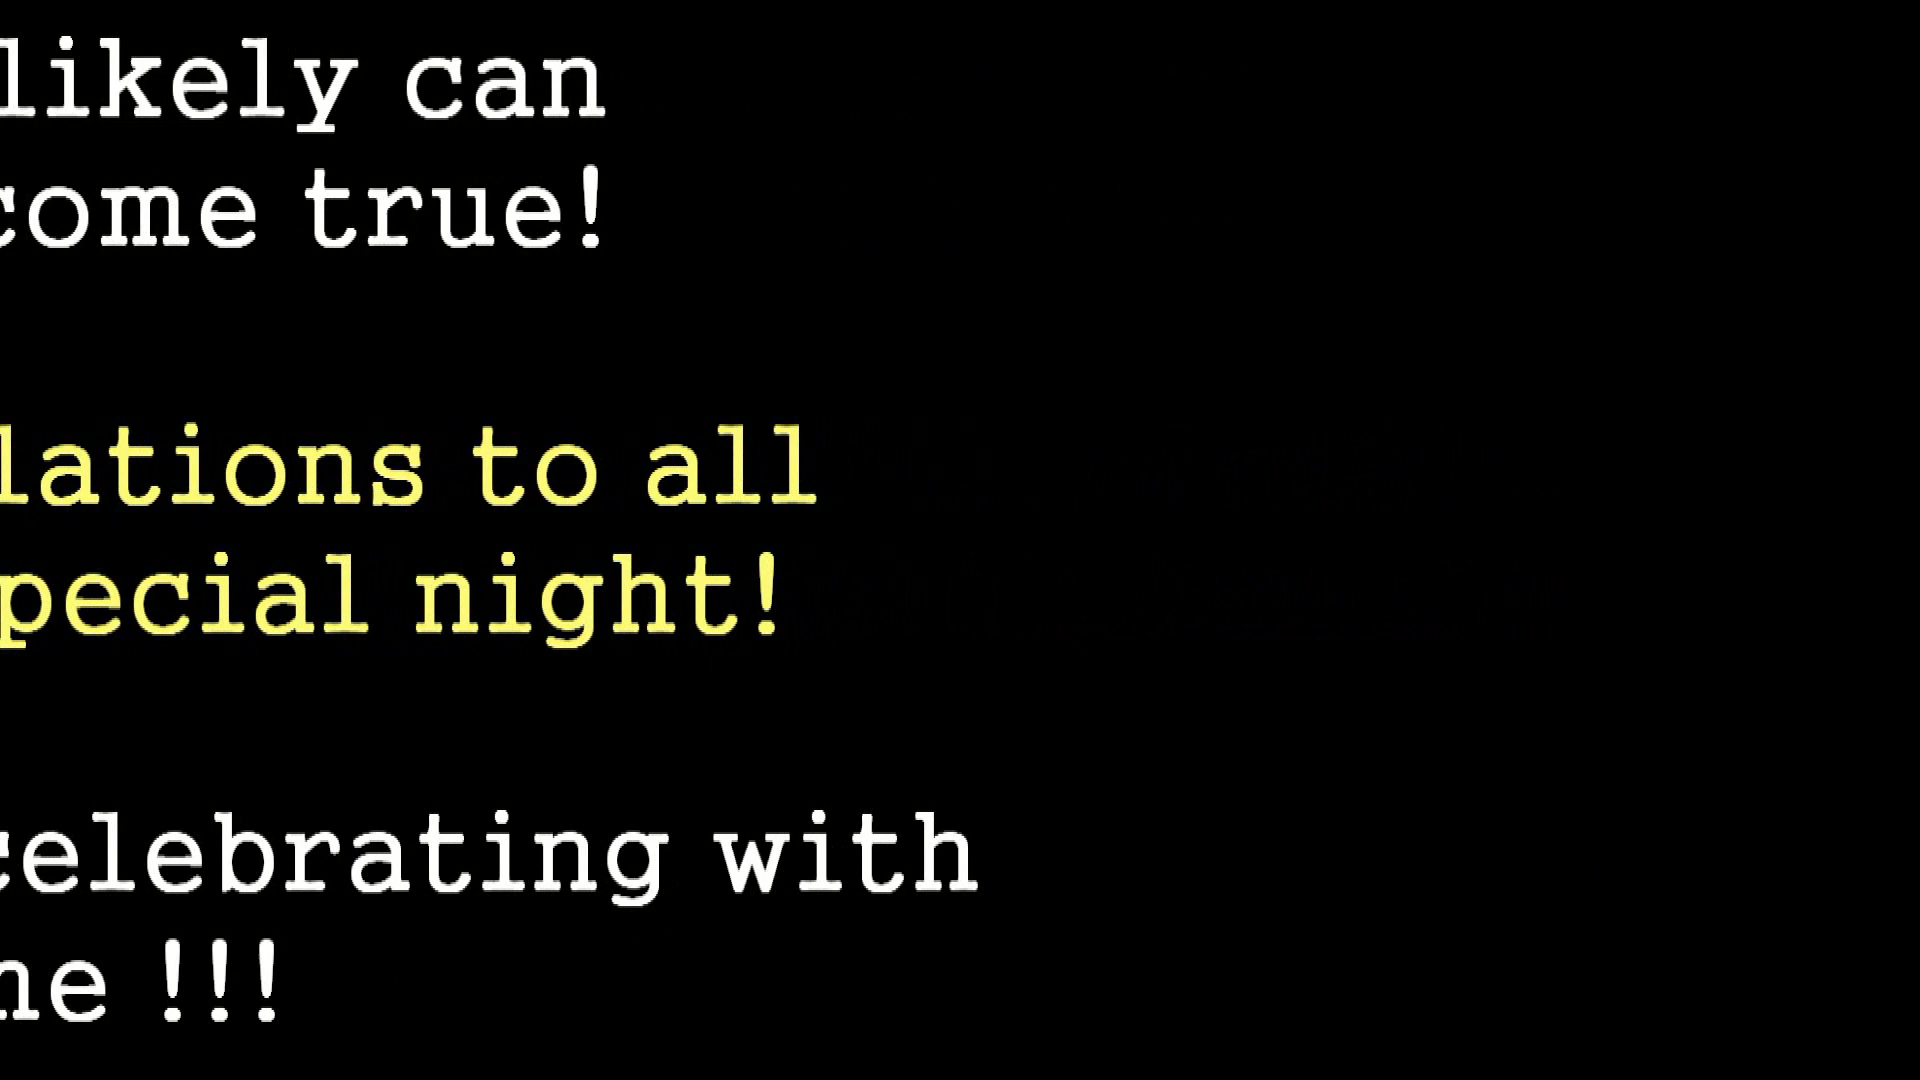 likely can
come true!
lations to all
pecial night!
celebrating with
ne !!!